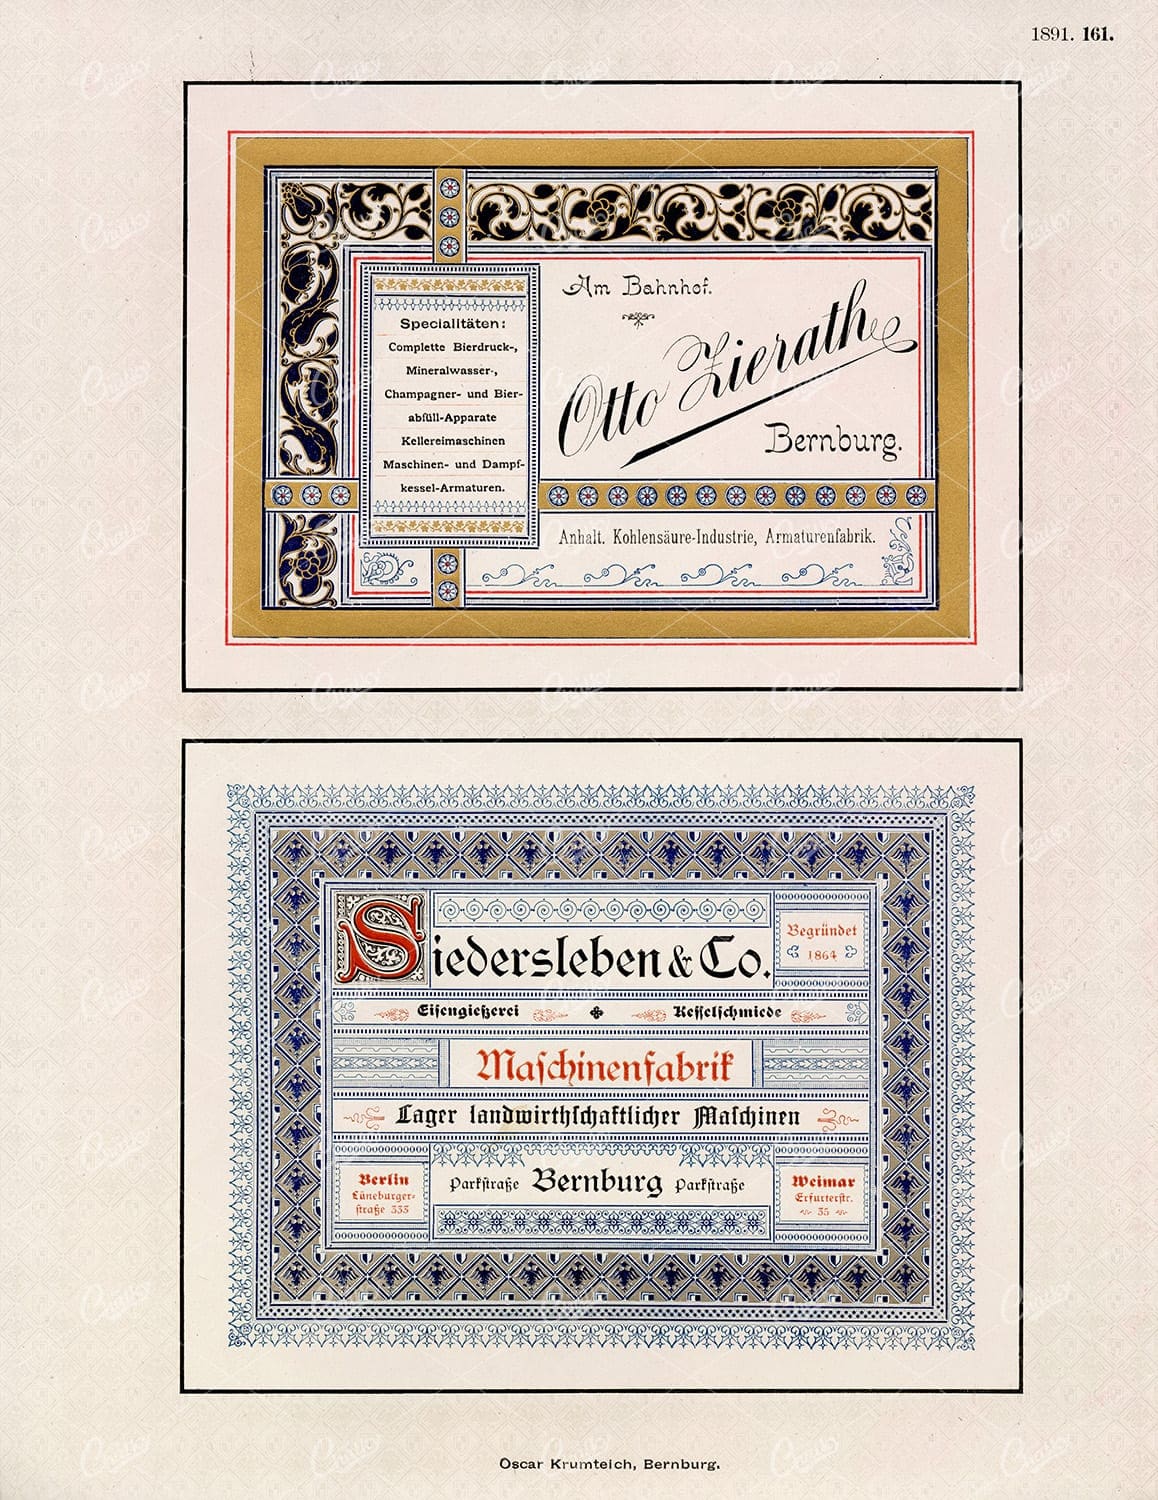 1891. 161.
Am Bahnhof.
Otto Zierath
Bernburg.
Specialitäten:
Complette Bierdruck-,
Mineralwasser-,
Champagner- und Bier-
abfüll-Apparate
Kellereimaschinen
Maschinen- und Dampf-
kessel-Armaturen.
Anhalt. Kohlensäure-Industrie, Armaturenfabrik.
Siedersleben & Co.
Begründet
1864
Eiſengießerei Keſſelſchmiede
Maſchinenfabrik
Lager landwirthſchaftlicher Maſchinen
Berlin
Lüneburger-
ſtraße 333
Parkſtraße Bernburg Parkſtraße
Weimar
Erfurterſtr.
35
Oscar Krumteich, Bernburg.
Chulky